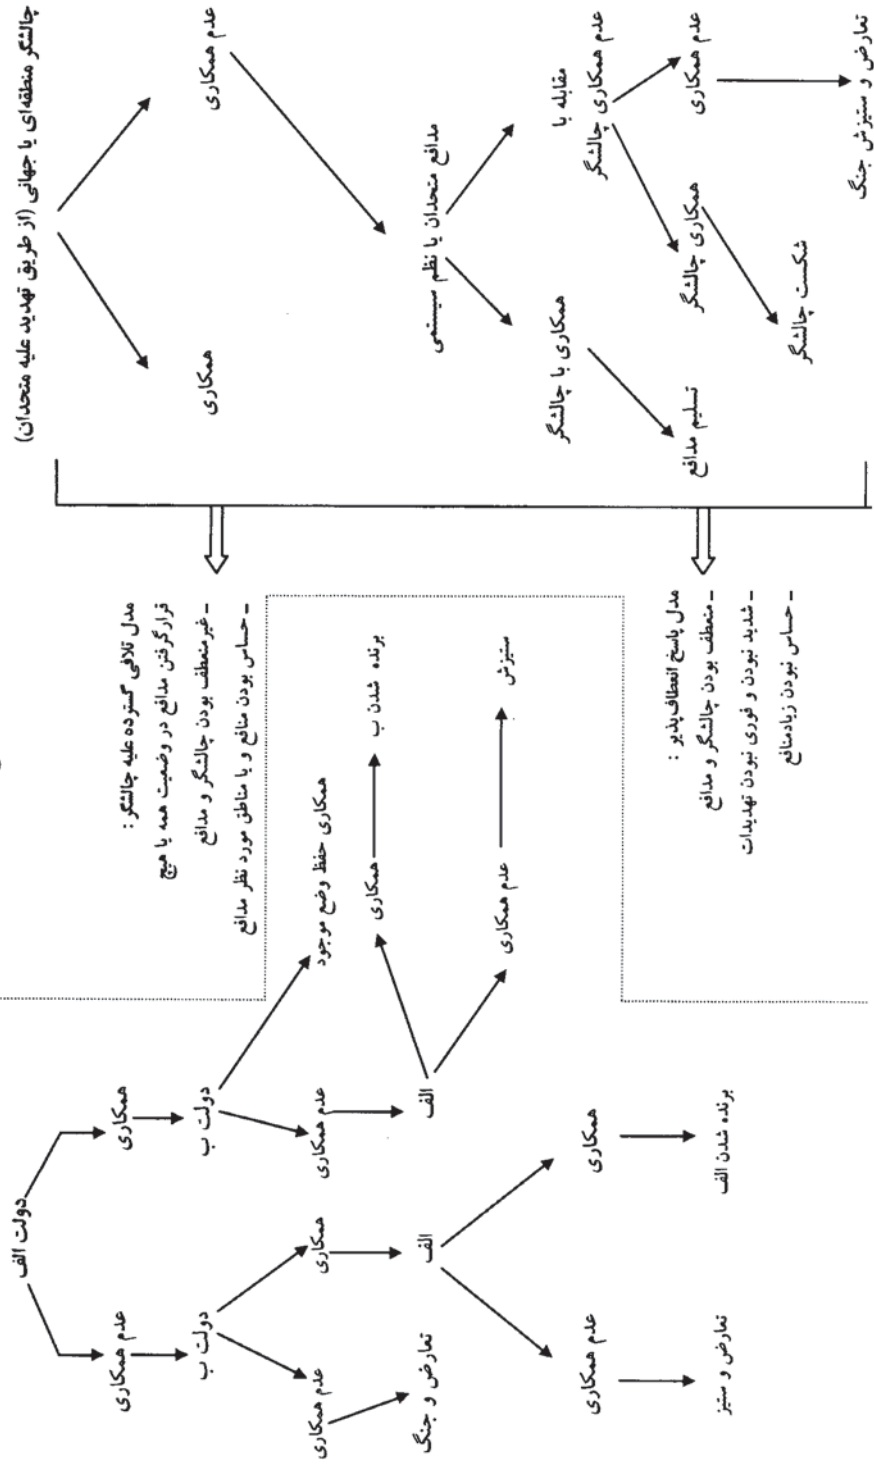 چالشگر منطقه‌ای یا جهانی (از طریق تهدید علیه متحدان)
همکاری
عدم همکاری
مدافع متحدان یا نظم سیستمی
همکاری با چالشگر
مقابله با
عدم همکاری چالشگر
تسلیم مدافع
همکاری چالشگر
عدم
همکاری
شکست چالشگر
تعارض و ستیزش جنگ
مدل تلافی گسترده علیه چالشگر :
قرارگرفتن مدافع در وضعیت همه یا هیچ
- غیرمنعطف بودن چالشگر و مدافع
- حساس بودن منافع و یا مناطق مورد نظر مدافع
مدل پاسخ انعطاف‌پذیر :
- منعطف بودن چالشگر و مدافع
- شدید نبودن و فوری نبودن تهدیدات
- حساس نبودن زیادمنافع
دولت الف
همکاری
عدم همکاری
دولت ب
دولت ب
همکاری حفظ وضع موجود
عدم همکاری
همکاری
عدم همکاری
الف
الف
تعارض و جنگ
همکاری
برنده شدن ب
عدم همکاری
ستیزش
همکاری
عدم همکاری
برنده شدن الف
تعارض و ستیز